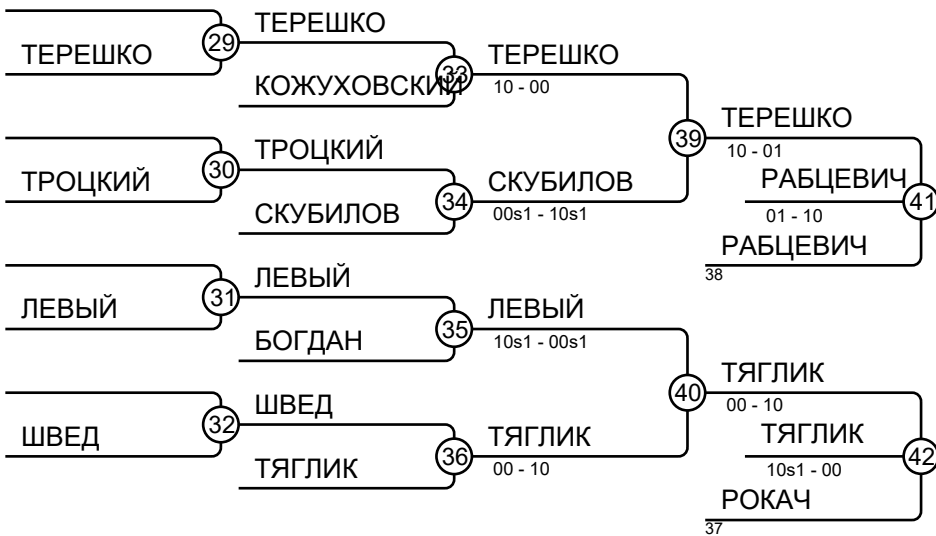 ТЕРЕШКО
29
ТЕРЕШКО
КОЖУХОВСКИЙ
33
ТЕРЕШКО
10 - 00
ТРОЦКИЙ
30
ТРОЦКИЙ
СКУБИЛОВ
34
СКУБИЛОВ
00s1 - 10s1
39
ТЕРЕШКО
10 - 01
РАБЦЕВИЧ
01 - 10
41
РАБЦЕВИЧ
38
ЛЕВЫЙ
31
ЛЕВЫЙ
БОГДАН
35
ЛЕВЫЙ
10s1 - 00s1
ШВЕД
32
ШВЕД
ТЯГЛИК
36
ТЯГЛИК
00 - 10
40
ТЯГЛИК
00 - 10
ТЯГЛИК
10s1 - 00
42
РОКАЧ
37